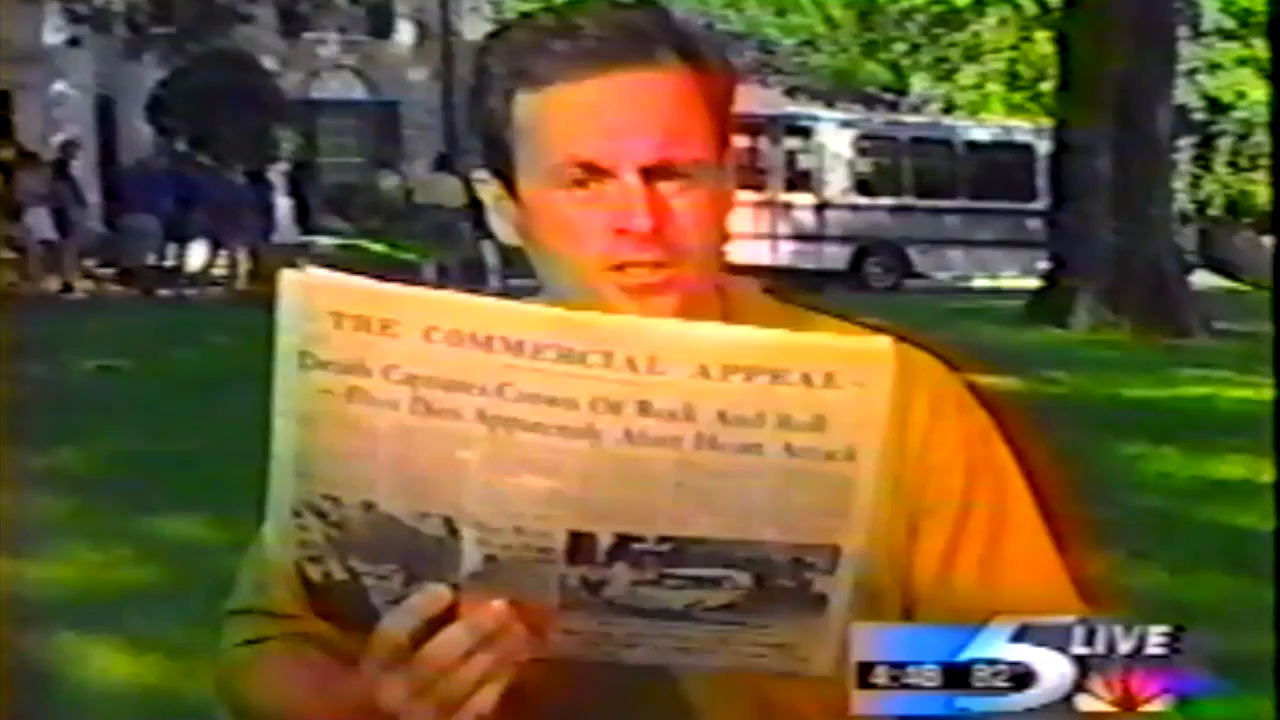 THE COMMERCIAL APPEAL
Death Captures Crown Of Rock And Roll
— Elvis Dies Apparently After Heart Attack
5 LIVE
4:48 82